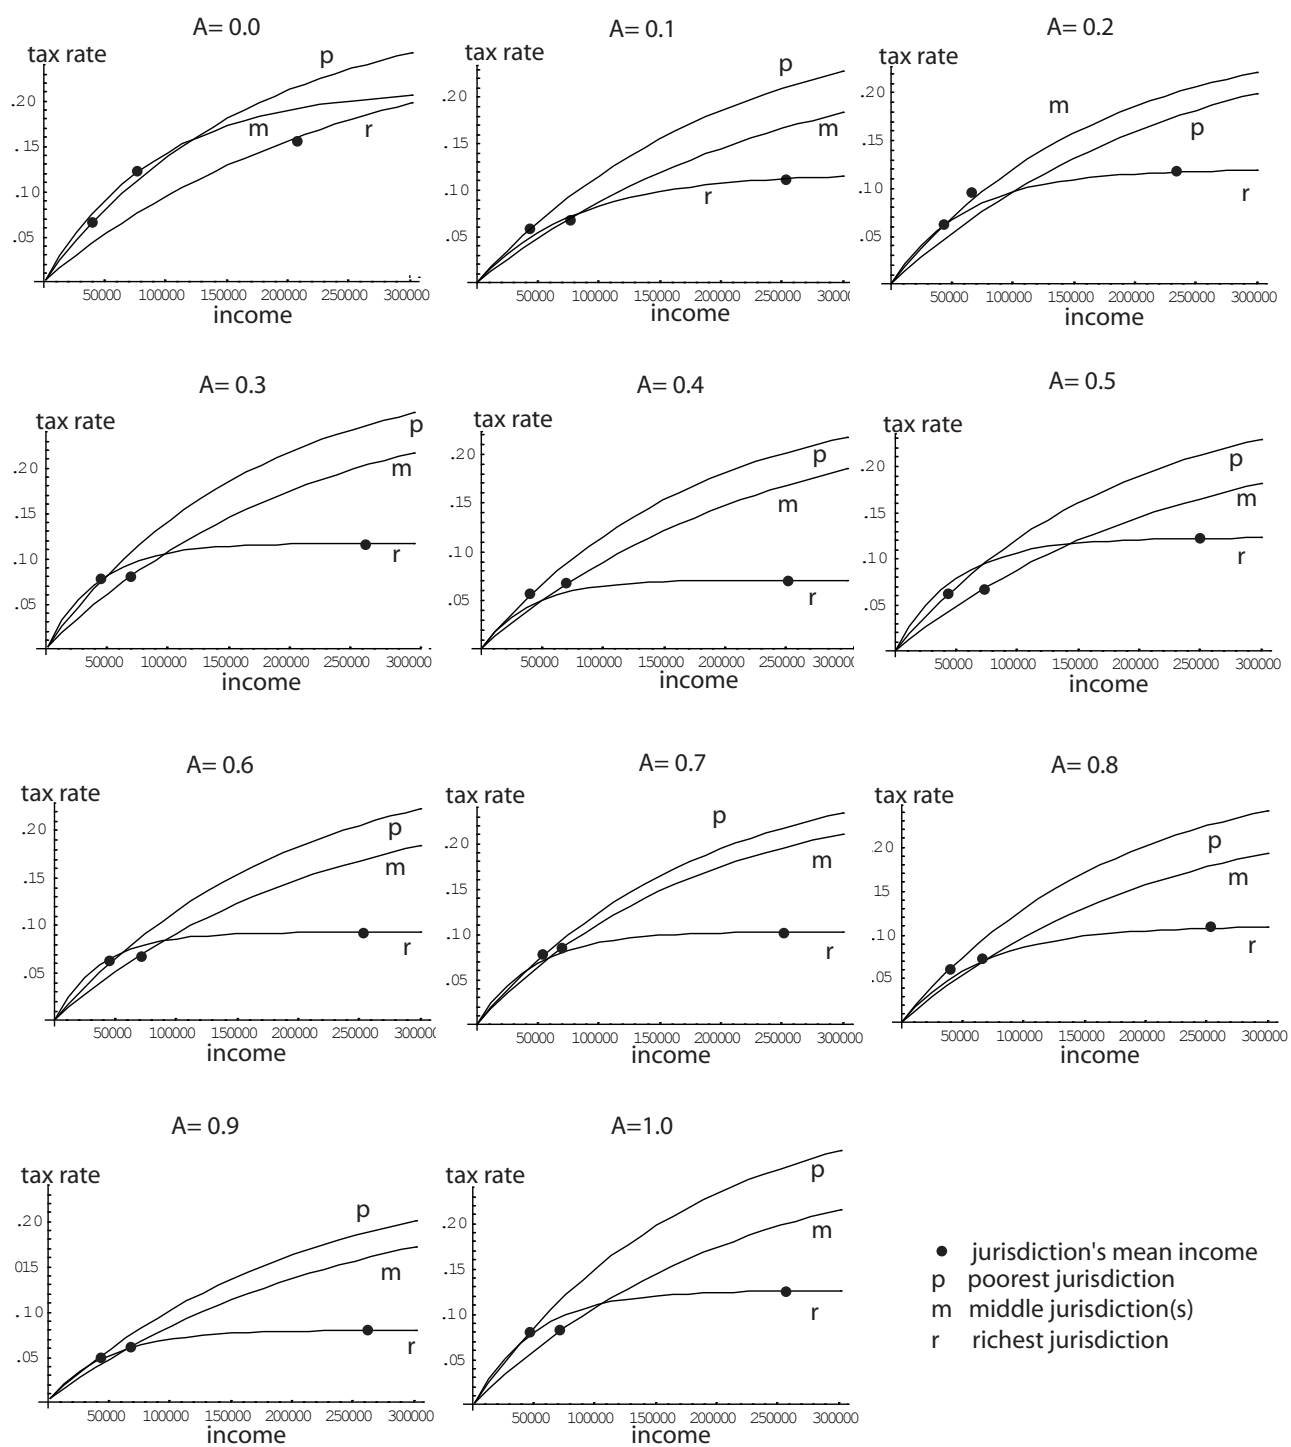 A= 0.0
tax rate
p
.20
m
r
.15
.10
.05
50000 100000 150000 200000 250000 300000
income
A= 0.1
tax rate
p
.20
m
.15
.10
r
.05
50000 100000 150000 200000 250000 30000
income
A= 0.2
tax rate
.20
m
p
.15
.10
r
.05
50000 100000 150000 200000 250000 300000
income
A= 0.3
tax rate
p
.20
m
.15
.10
r
.05
50000 100000 150000 200000 250000 300000
income
A= 0.4
tax rate
p
.20
m
.15
.10
r
.05
50000 100000 150000 200000 250000 300000
income
A= 0.5
tax rate
p
.20
m
.15
.10
r
.05
50000 100000 150000 200000 250000 300000
income
A= 0.6
tax rate
p
.20
m
.15
.10
r
.05
50000 100000 150000 200000 250000 300000
income
A= 0.7
tax rate
p
.20
m
.15
.10
r
.05
50000 100000 150000 200000 250000 300000
income
A= 0.8
tax rate
p
.20
m
15
.10
r
.05
50000 100000 150000 200000 250000 300000
income
A= 0.9
tax rate
p
.20
m
015
.10
r
.05
50000 100000 150000 200000 250000 300000
income
A=1.0
tax rate
p
.20
m
.15
.10
r
.05
50000 100000 150000 200000 250000 300000
income
jurisdiction's mean income
p poorest jurisdiction
m middle jurisdiction(s)
r richest jurisdiction